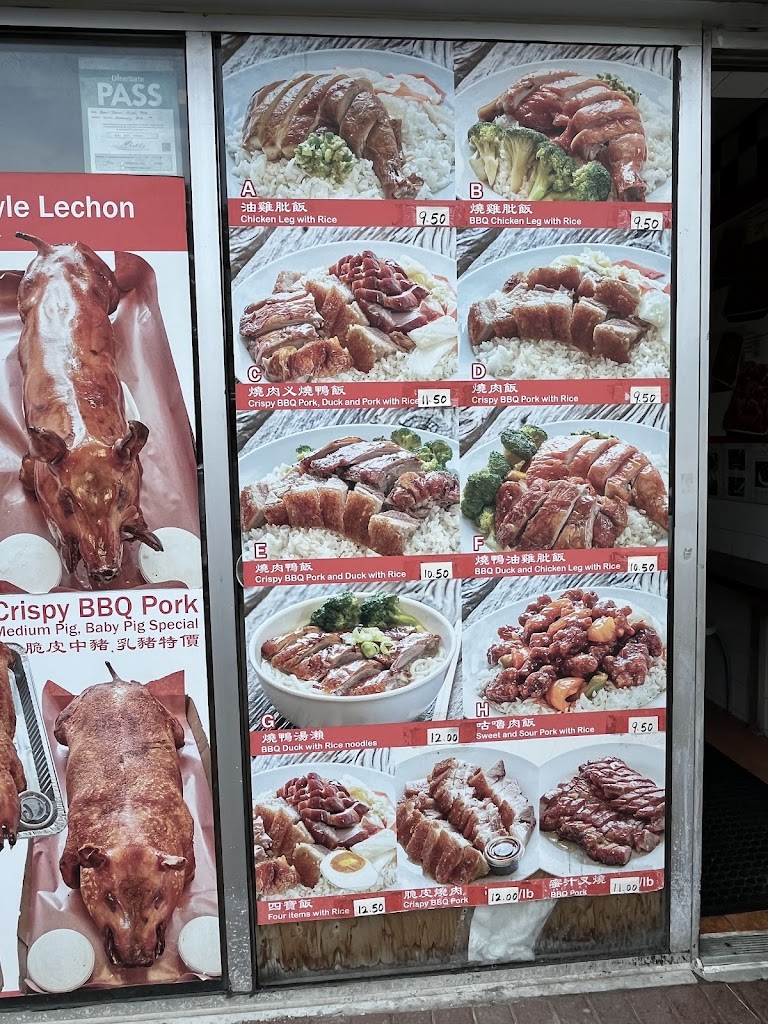 DineSafe
PASS
yle Lechon
Crispy BBQ Pork
Medium Pig, Baby Pig Special
脆皮中豬 乳豬特價
A
油雞脾飯
Chicken Leg with Rice
9.50
B
燒雞脾飯
BBQ Chicken Leg with Rice
9.50
C
燒肉义燒鴨飯
Crispy BBQ Pork, Duck and Pork with Rice
11.50
D
燒肉飯
Crispy BBQ Pork with Rice
9.50
E
燒肉鴨飯
Crispy BBQ Pork and Duck with Rice
10.50
F
燒鴨油雞脾飯
BBQ Duck and Chicken Leg with Rice
10.50
G
燒鴨湯瀨
BBQ Duck with Rice noodles
12.00
H
咕嚕肉飯
Sweet and Sour Pork with Rice
9.50
四寶飯
Four items with Rice
12.50
脆皮燒肉
Crispy BBQ Pork
12.00/lb
蜜汁叉燒
BBQ Pork
11.00/lb